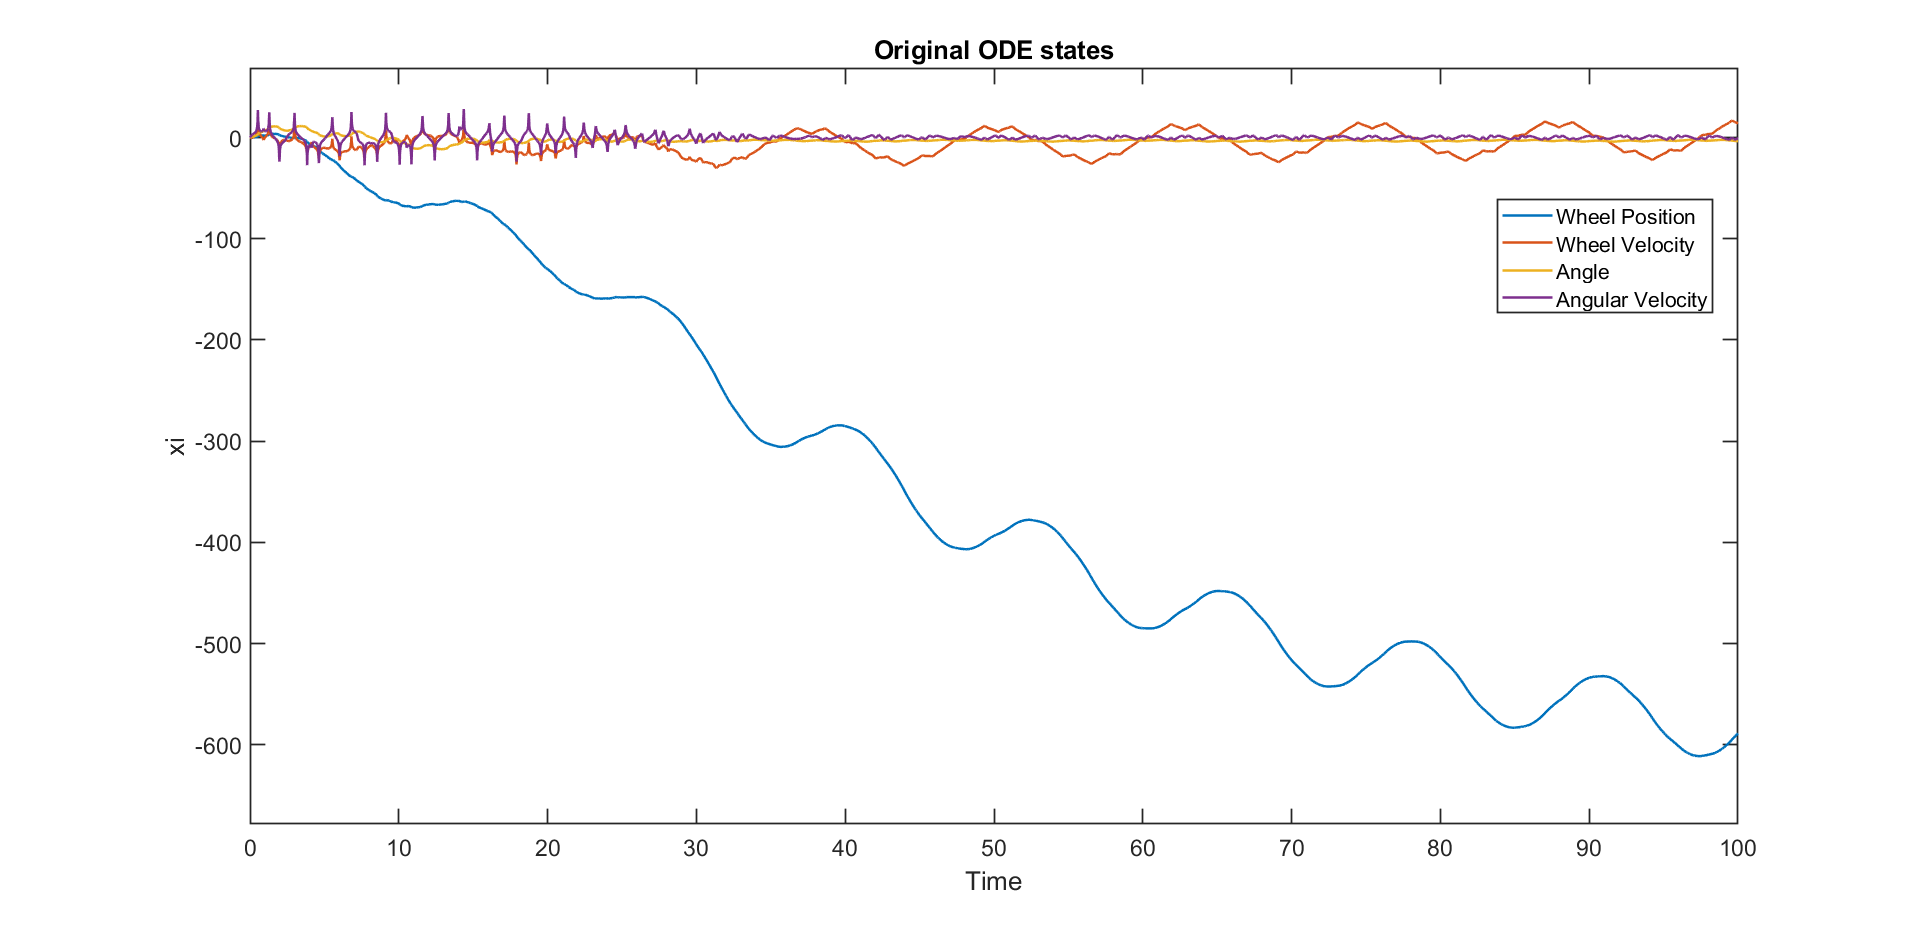 Original ODE states
0
-100
-200
-300
-400
-500
-600
xi
Wheel Position
Wheel Velocity
Angle
Angular Velocity
0 10 20 30 40 50 60 70 80 90 100
Time